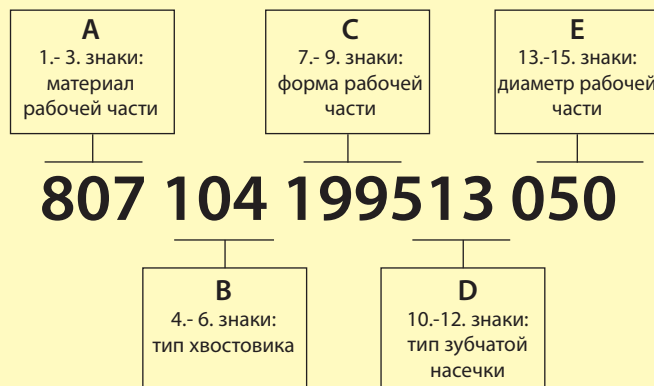 A
1.- 3. знаки:
материал
рабочей части
C
7.- 9. знаки:
форма рабочей
части
E
13.-15. знаки:
диаметр рабочей
части
807 104 199513 050
B
4.- 6. знаки:
тип хвостовика
D
10.-12. знаки:
тип зубчатой
насечки